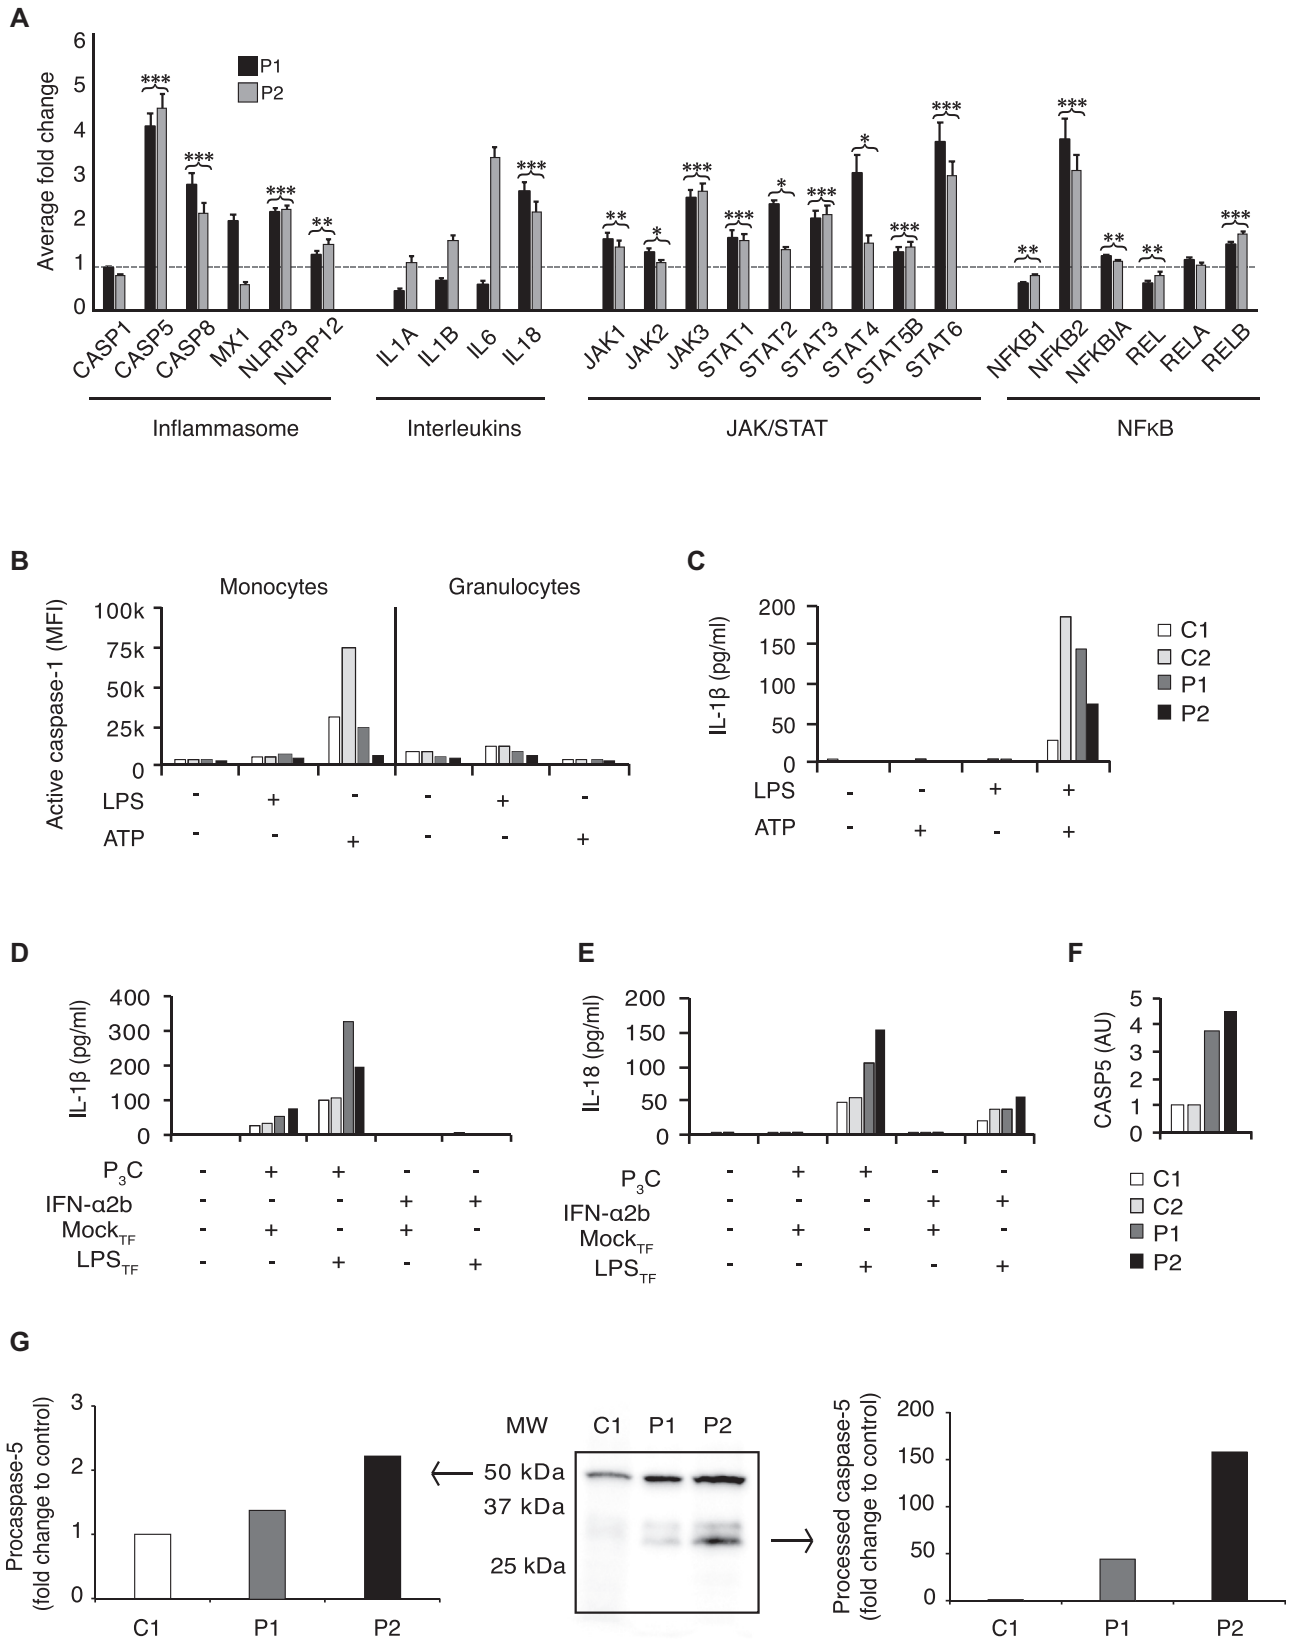 A
Average fold change
6
5
4
3
2
1
0
P1
P2
***
***
***
**
***
**
*
***
***
*
***
*
***
***
**
***
**
**
***
CASP1
CASP5
CASP8
MX1
NLRP3
NLRP12
IL1A
IL1B
IL6
IL18
JAK1
JAK2
JAK3
STAT1
STAT2
STAT3
STAT4
STAT5B
STAT6
NFKB1
NFKB2
NFKBIA
REL
RELA
RELB
Inflammasome
Interleukins
JAK/STAT
NFκB
B
Active caspase-1 (MFI)
Monocytes
Granulocytes
100k
75k
50k
25k
0
LPS - + - - + -
ATP - - + - - +
C
IL-1β (pg/ml)
200
150
100
50
0
C1
C2
P1
P2
LPS - - + +
ATP - + - +
D
IL-1β (pg/ml)
400
300
200
100
0
P3C - + + - -
IFN-α2b - - - + +
MockTF - + - + -
LPSTF - - + - +
E
IL-18 (pg/ml)
200
150
100
50
0
P3C - + + - -
IFN-α2b - - - + +
MockTF - + - + -
LPSTF - - + - +
F
CASP5 (AU)
5
4
3
2
1
0
C1
C2
P1
P2
G
Procaspase-5
(fold change to control)
3
2
1
0
C1 P1 P2
MW C1 P1 P2
50 kDa
37 kDa
25 kDa
Processed caspase-5
(fold change to control)
200
150
100
50
0
C1 P1 P2